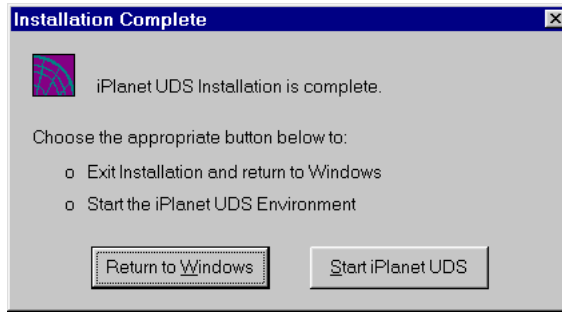 Installation Complete
iPlanet UDS Installation is complete.
Choose the appropriate button below to:
o Exit Installation and return to Windows
o Start the iPlanet UDS Environment
Return to Windows Start iPlanet UDS